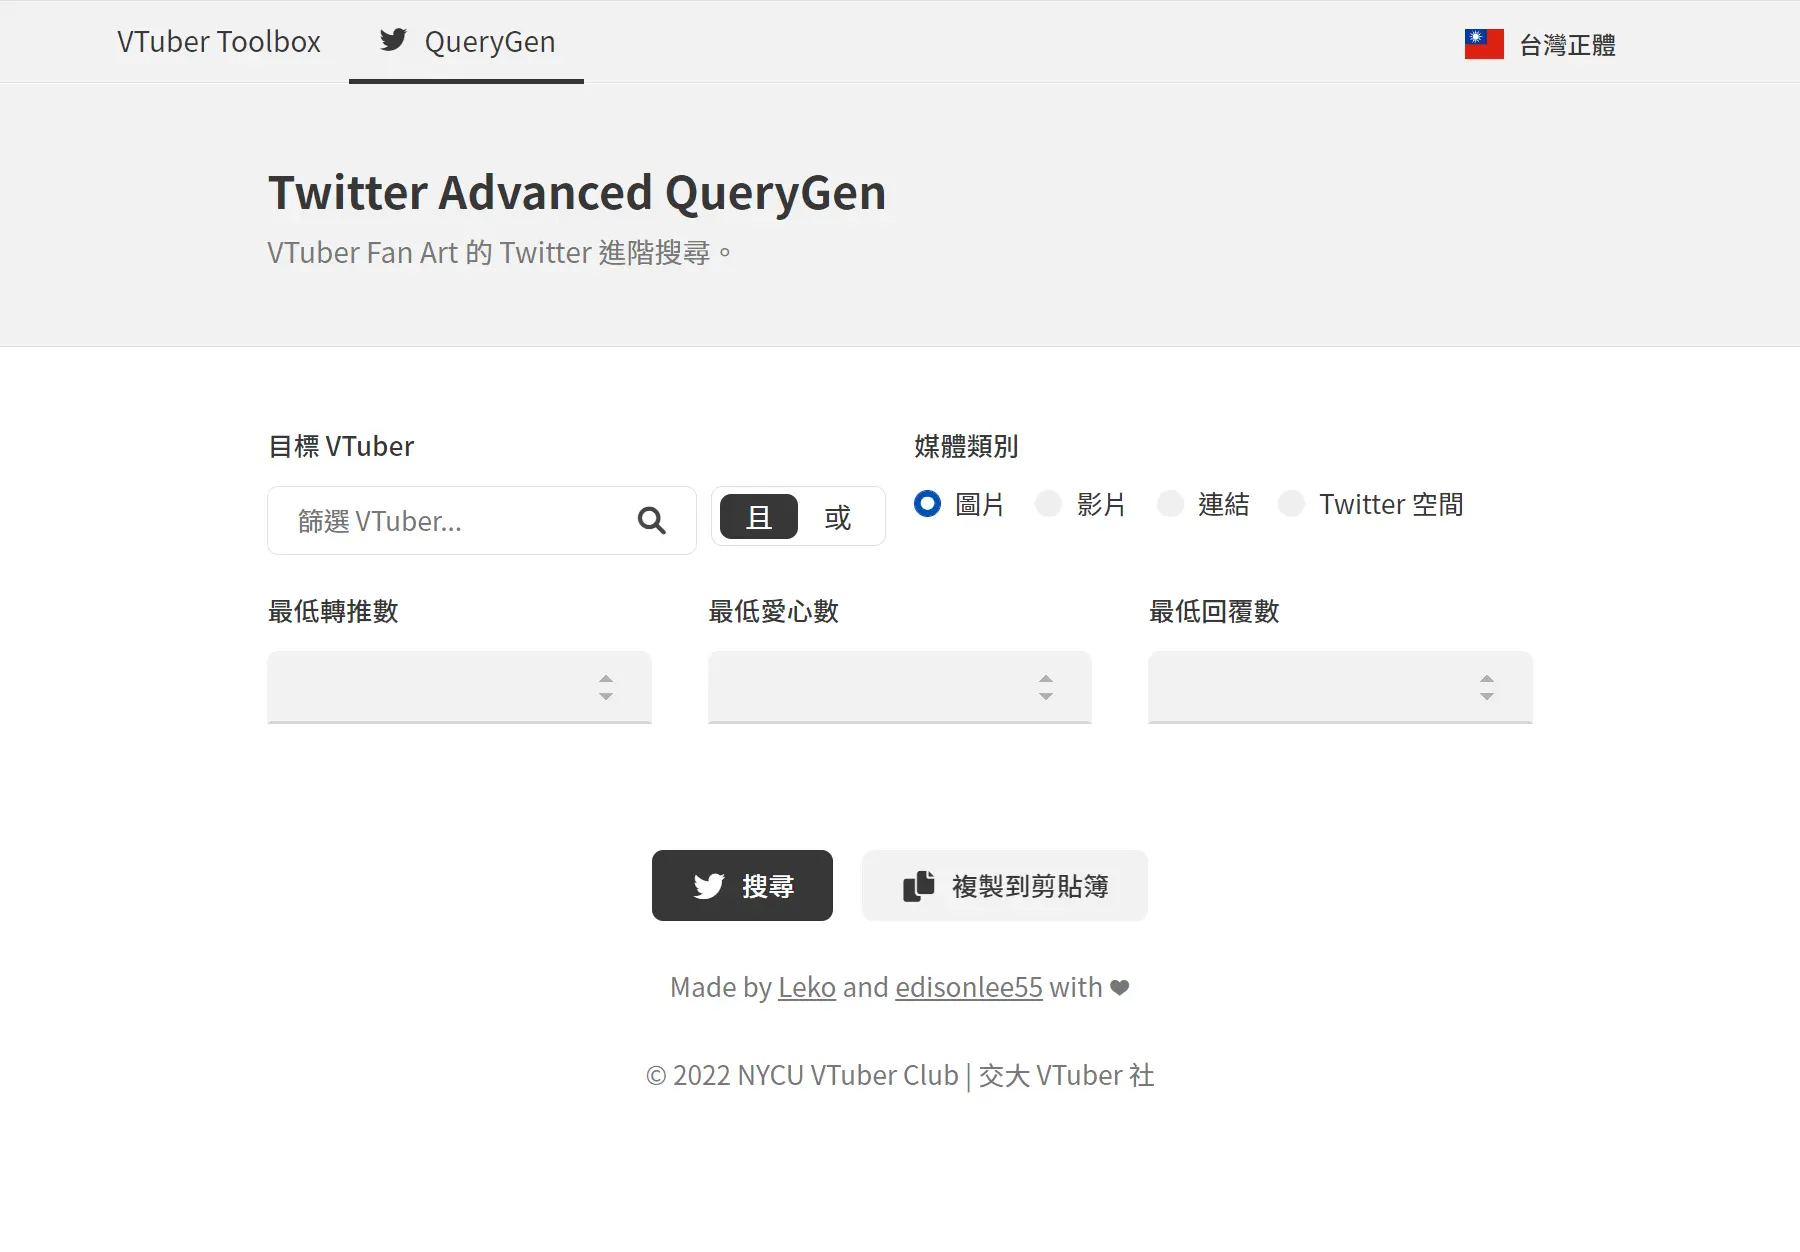 VTuber Toolbox
QueryGen
台灣正體
Twitter Advanced QueryGen
VTuber Fan Art 的 Twitter 進階搜尋。
目標 VTuber
媒體類別
篩選 VTuber...
且
或
圖片
影片
連結
Twitter 空間
最低轉推數
最低愛心數
最低回覆數
搜尋
複製到剪貼簿
Made by Leko and edisonlee55 with ❤
© 2022 NYCU VTuber Club | 交大 VTuber 社